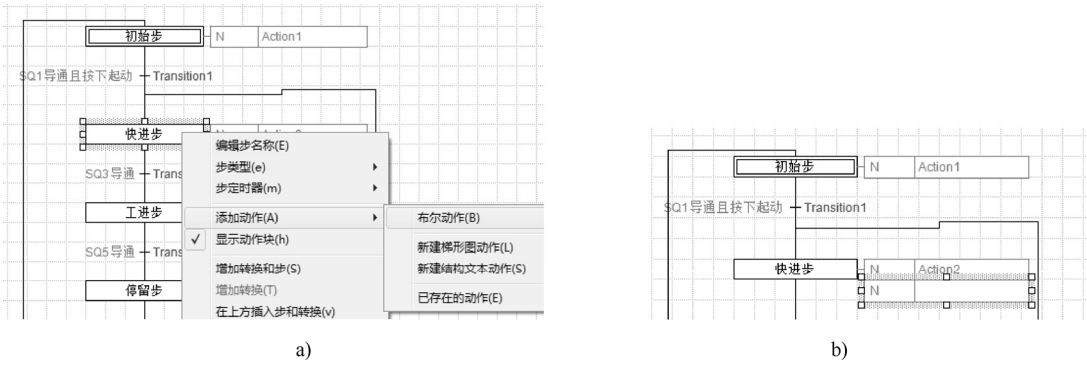 初始步 N Action1
SQ1导通且按下起动 Transition1
快进步 N
编辑步名称(E)
SQ3导通 步类型(e)
步定时器(m)
工进步 添加动作(A) 布尔动作(B)
显示动作块(h)
新建梯形图动作(L)
SQ5导通 增加转换和步(S) 新建结构文本动作(S)
停留步 增加转换(T) 已存在的动作(E)
在上方插入步和转换(v)
a)
初始步 N Action1
SQ1导通且按下起动 Transition1
快进步 N Action2
N
b)